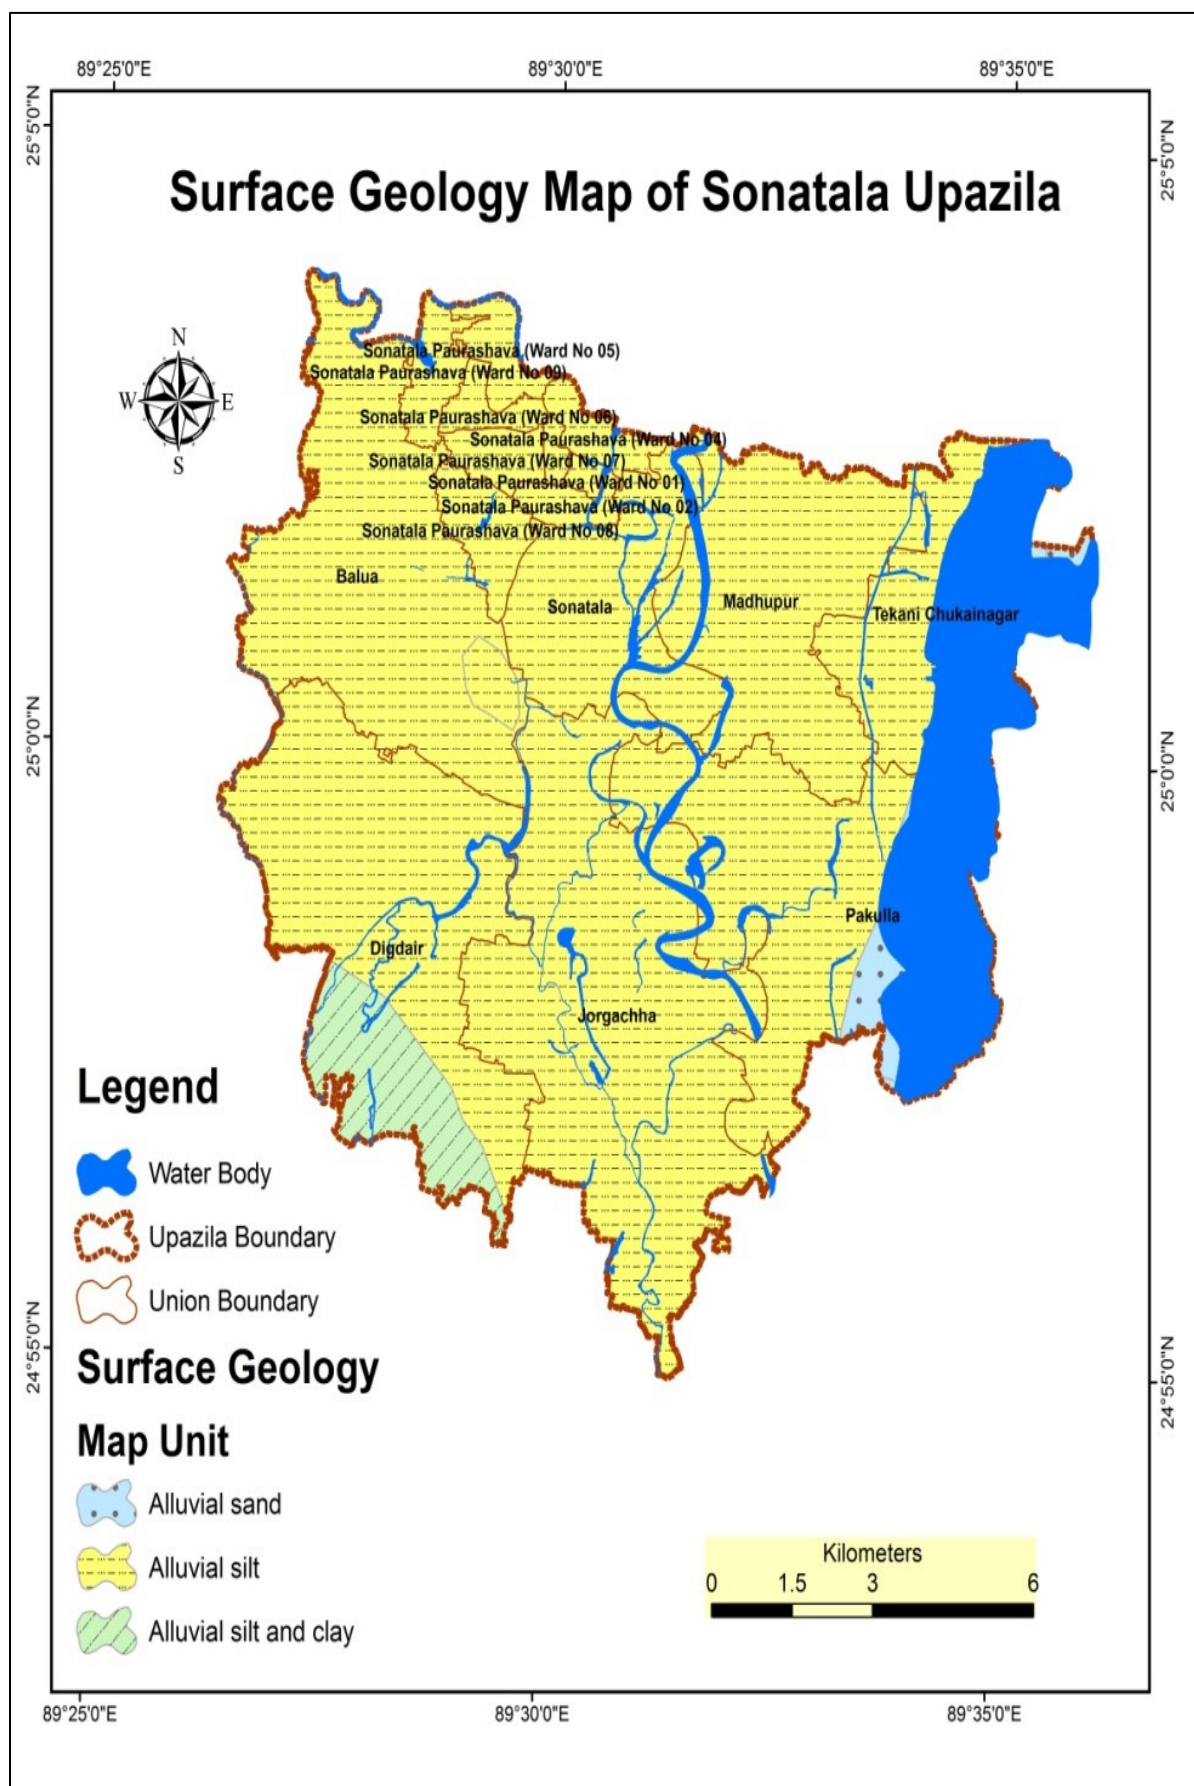 89°25'0"E
89°30'0"E
89°35'0"E
25°5'0"N
25°5'0"N
Surface Geology Map of Sonatala Upazila
N
W
E
S
Sonatala Paurashava (Ward No 05)
Sonatala Paurashava (Ward No 09)
Sonatala Paurashava (Ward No 06)
Sonatala Paurashava (Ward No 04)
Sonatala Paurashava (Ward No 07)
Sonatala Paurashava (Ward No 01)
Sonatala Paurashava (Ward No 02)
Sonatala Paurashava (Ward No 08)
Balua
Sonatala
Madhupur
Tekani Chukainagar
25°0'0"N
25°0'0"N
Pakulla
Digdair
Jorgachha
Legend
Water Body
Upazila Boundary
Union Boundary
24°55'0"N
24°55'0"N
Surface Geology
Map Unit
Alluvial sand
Alluvial silt
Alluvial silt and clay
Kilometers
0 1.5 3 6
89°25'0"E
89°30'0"E
89°35'0"E